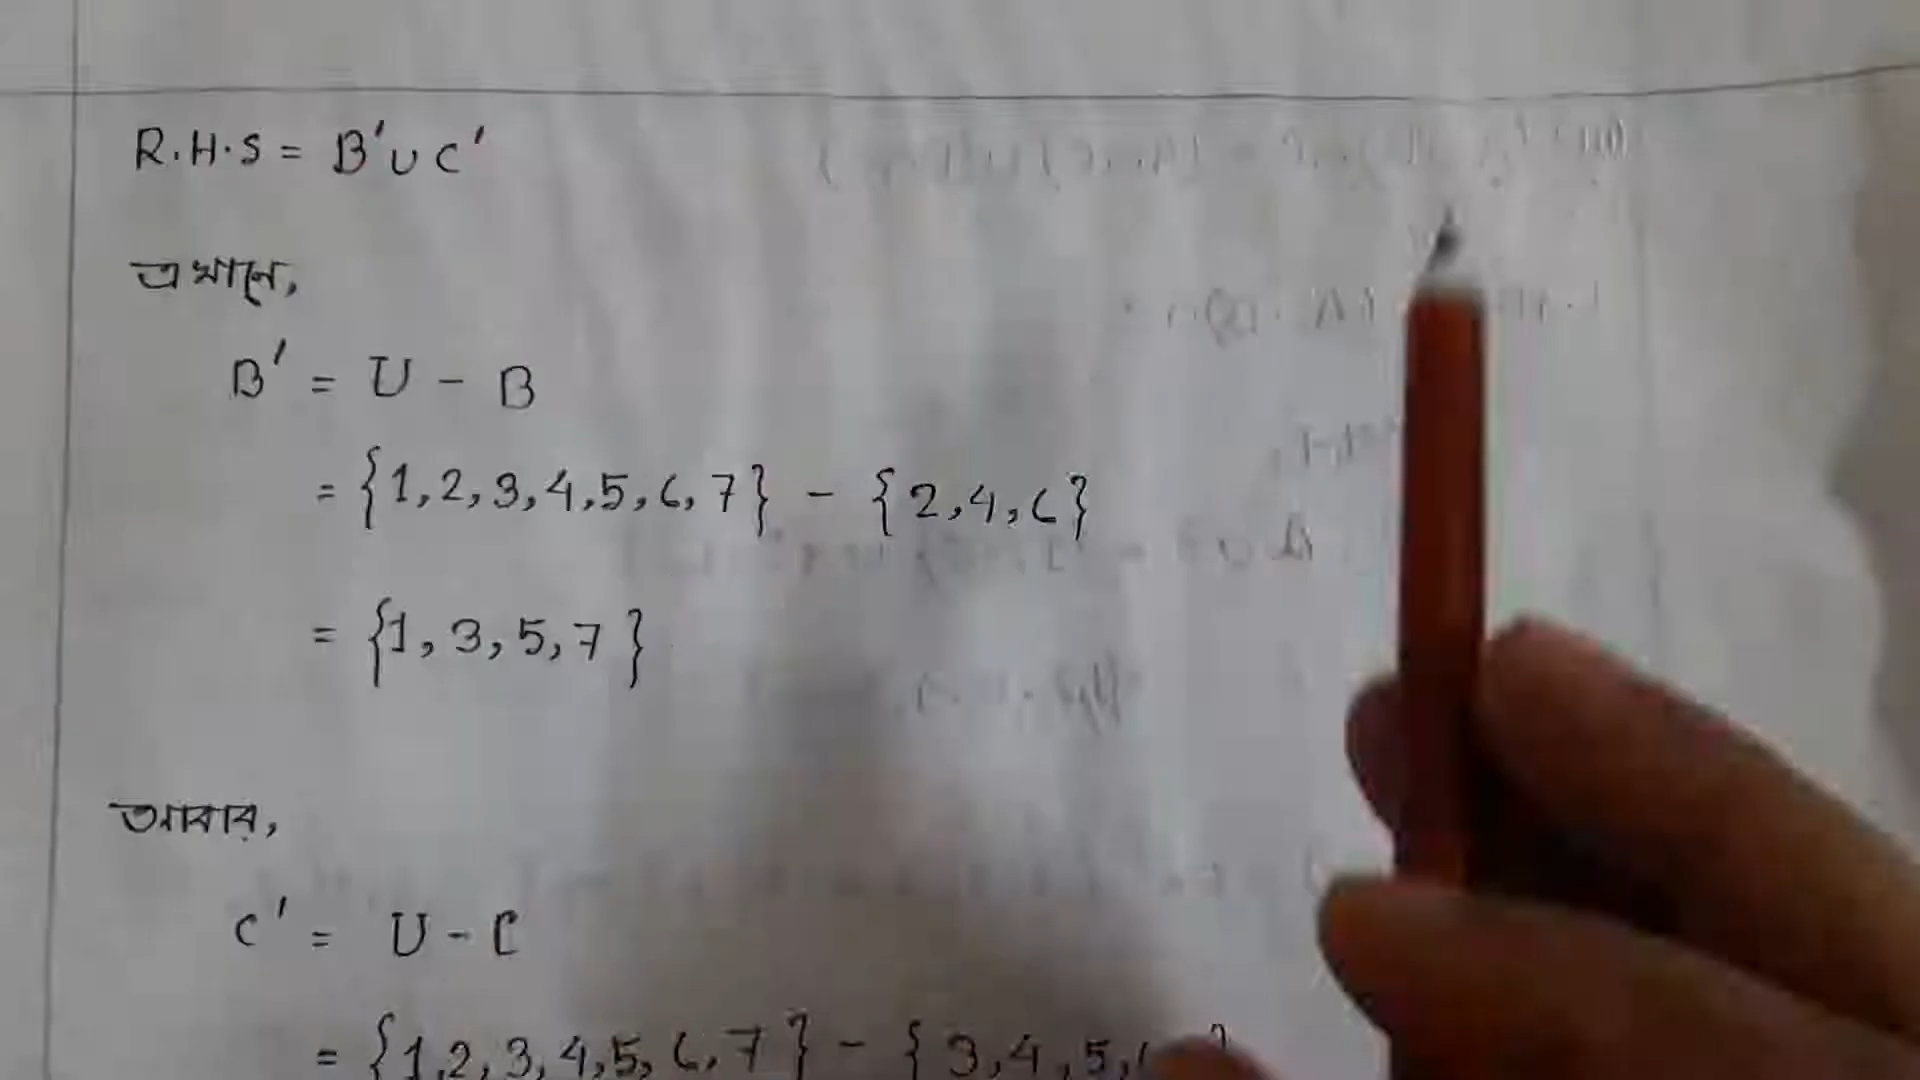 R.H.S = B′∪C′
এখানে,
B′ = U - B
= {1,2,3,4,5,6,7} - {2,4,6}
= {1,3,5,7}
আবার,
C′ = U - C
= {1,2,3,4,5,6,7} - {3,4,5,